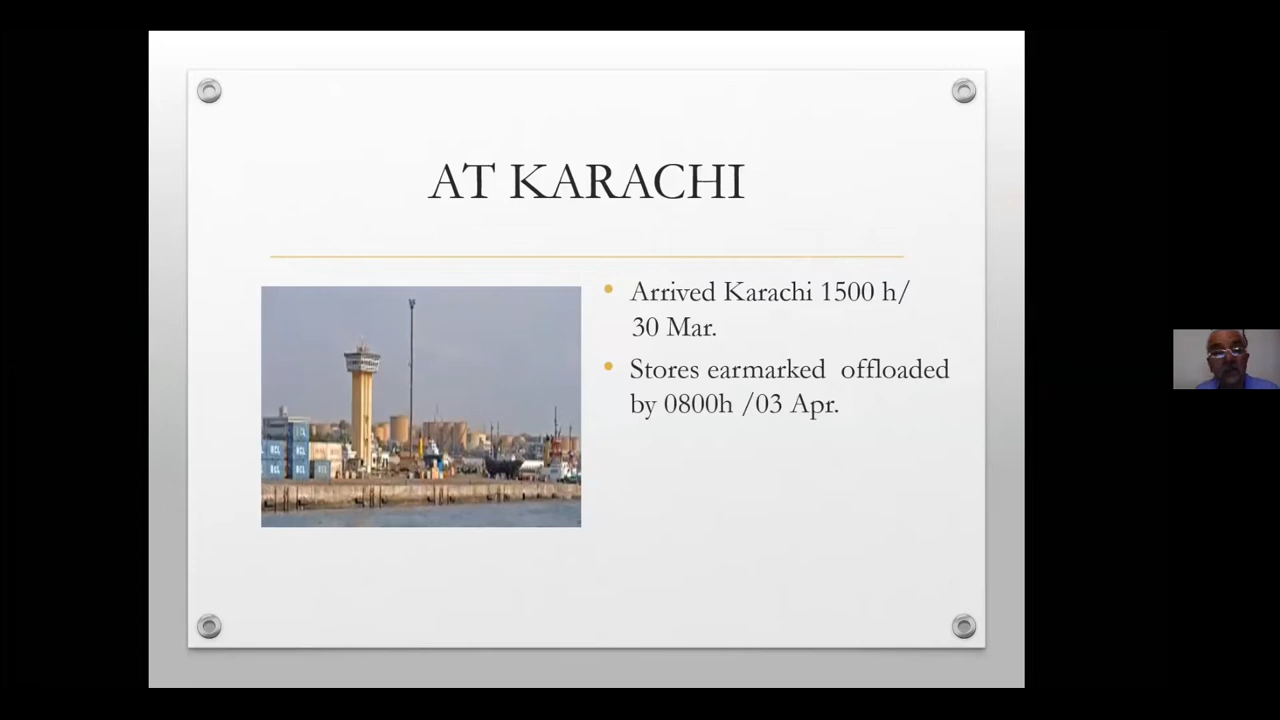 AT KARACHI
Arrived Karachi 1500 h/
30 Mar.
Stores earmarked offloaded
by 0800h /03 Apr.